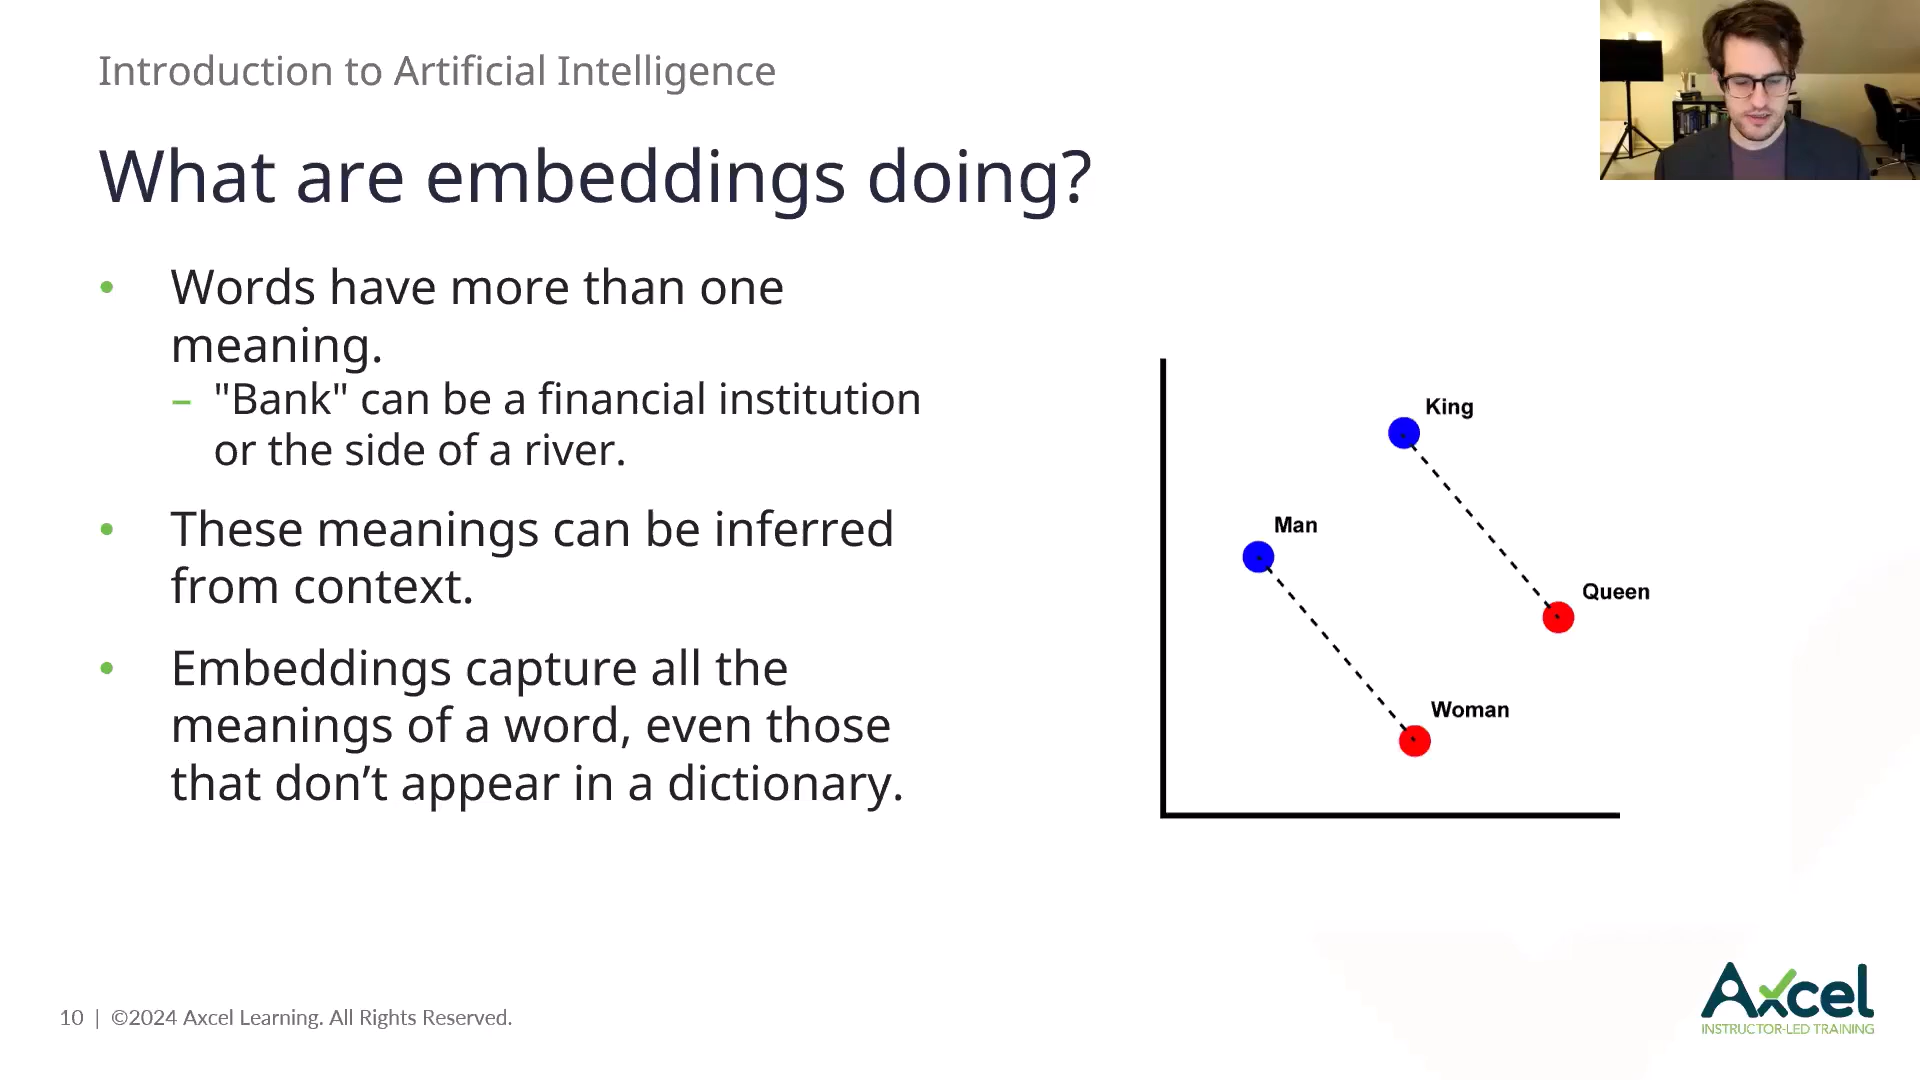 Introduction to Artificial Intelligence
What are embeddings doing?
• Words have more than one
meaning.
– "Bank" can be a financial institution
or the side of a river.
• These meanings can be inferred
from context.
• Embeddings capture all the
meanings of a word, even those
that don’t appear in a dictionary.
King
Man
Queen
Woman
10 | ©2024 Axcel Learning. All Rights Reserved.
Axcel
INSTRUCTOR-LED TRAINING